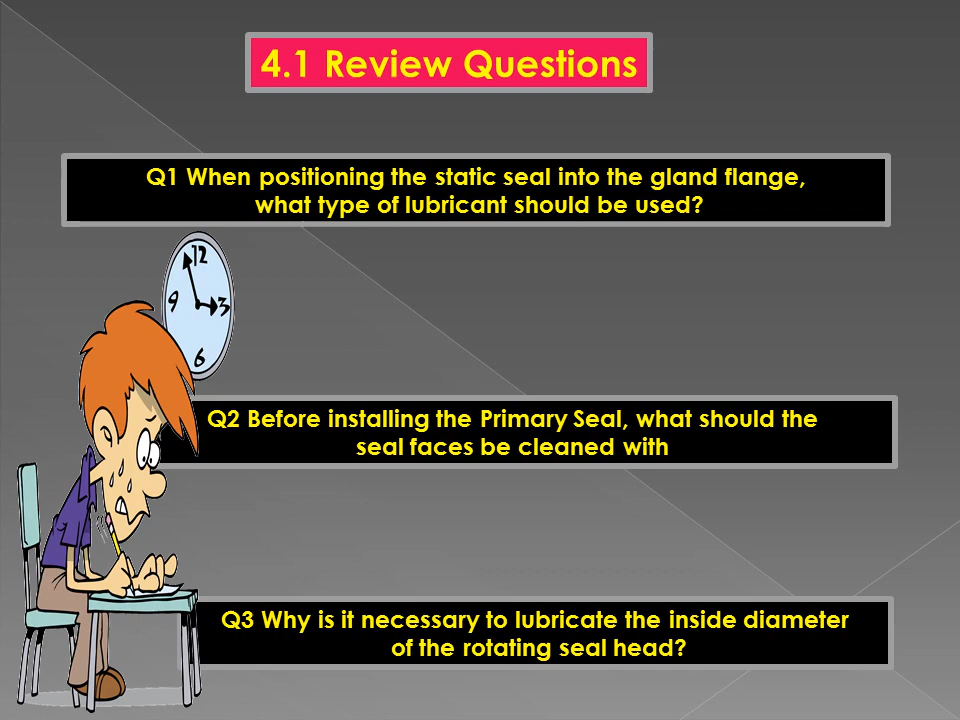 4.1 Review Questions
Q1 When positioning the static seal into the gland flange,
what type of lubricant should be used?
12
9
3
6
Q2 Before installing the Primary Seal, what should the
seal faces be cleaned with
Q3 Why is it necessary to lubricate the inside diameter
of the rotating seal head?